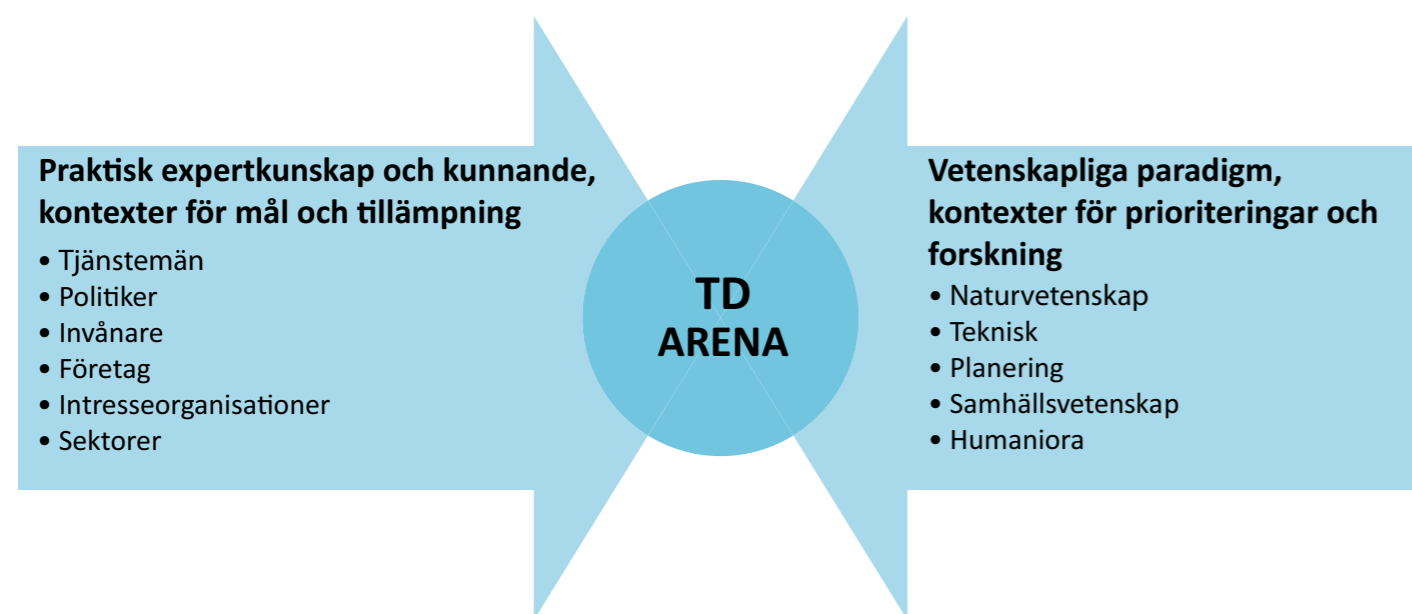 Praktisk expertkunskap och kunnande,
kontexter för mål och tillämpning
• Tjänstemän
• Politiker
• Invånare
• Företag
• Intresseorganisationer
• Sektorer
TD
ARENA
Vetenskapliga paradigm,
kontexter för prioriteringar och
forskning
• Naturvetenskap
• Teknisk
• Planering
• Samhällsvetenskap
• Humaniora